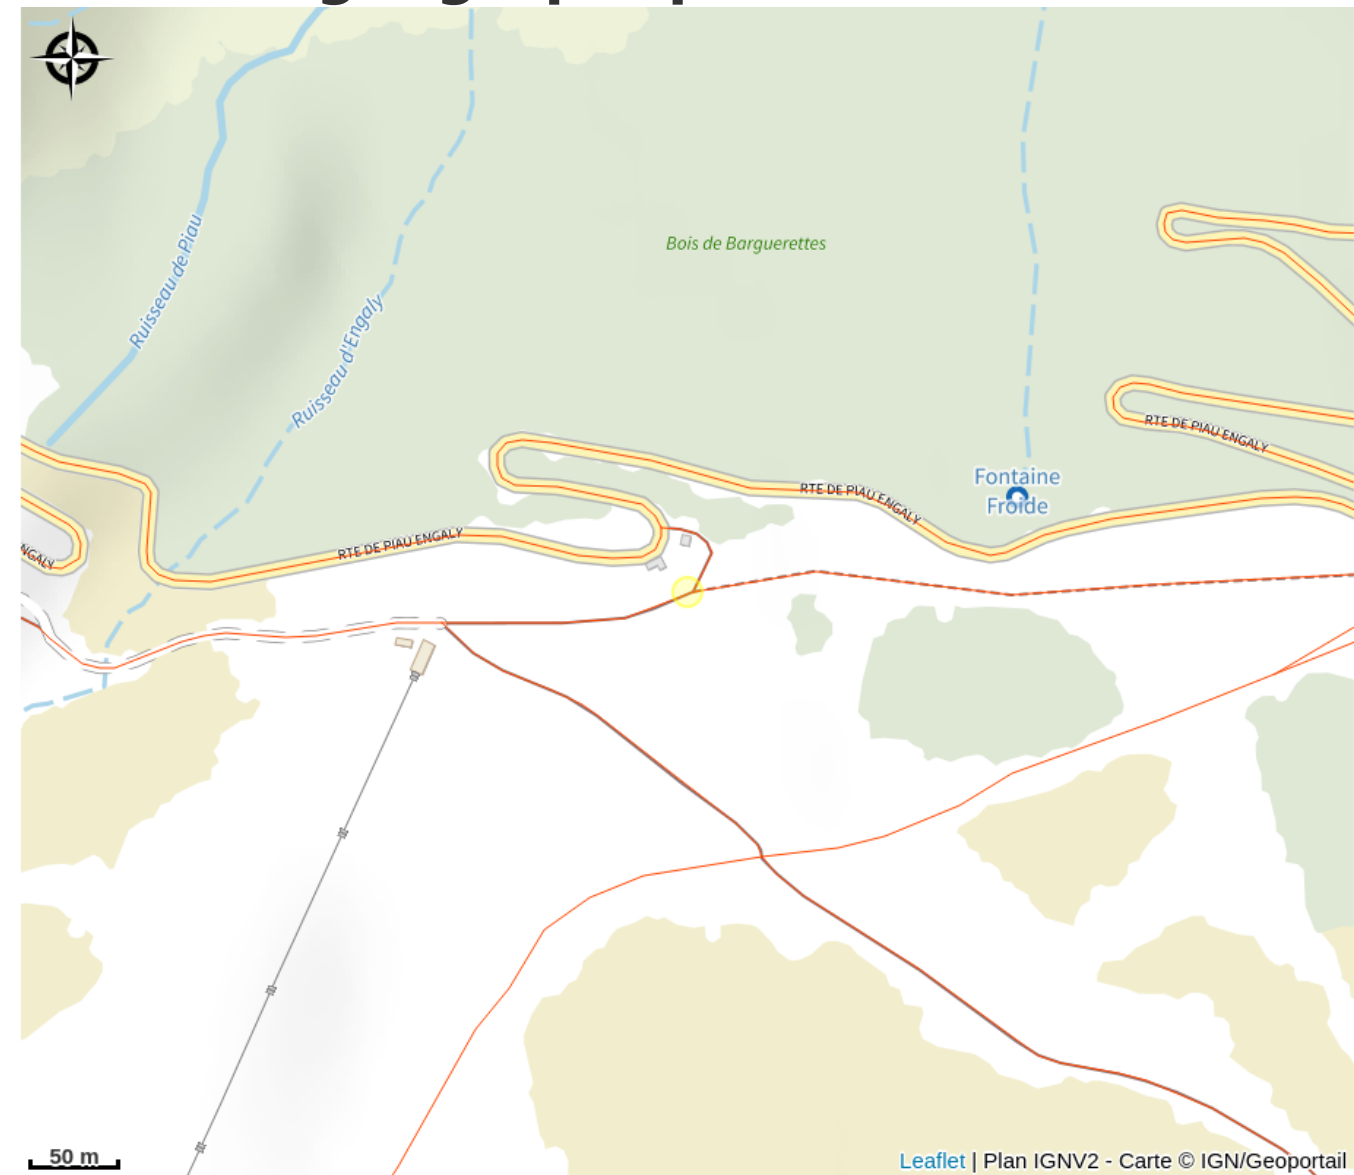 Ruisseau de Piau
Bois de Barguerettes
Ruisseau d'Engaly
RTE DE PIAU ENGALY
Fontaine
Froide
RTE DE PIAU ENGALY
RTE DE PIAU ENGALY
NGALY
50 m
Leaflet | Plan IGNV2 - Carte © IGN/Geoportail